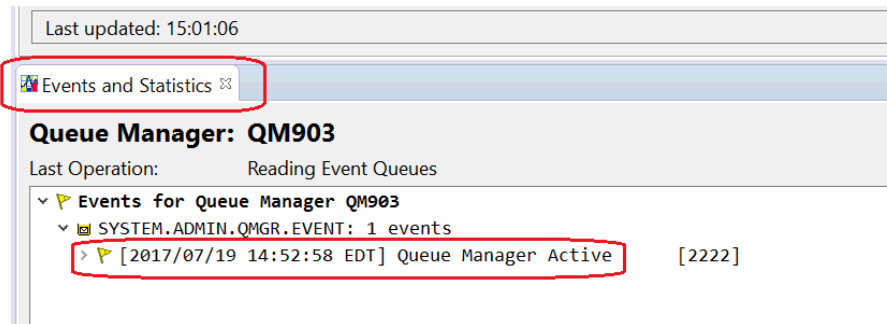 Last updated: 15:01:06
Events and Statistics
Queue Manager: QM903
Last Operation: Reading Event Queues
Events for Queue Manager QM903
SYSTEM.ADMIN.QMGR.EVENT: 1 events
[2017/07/19 14:52:58 EDT] Queue Manager Active [2222]